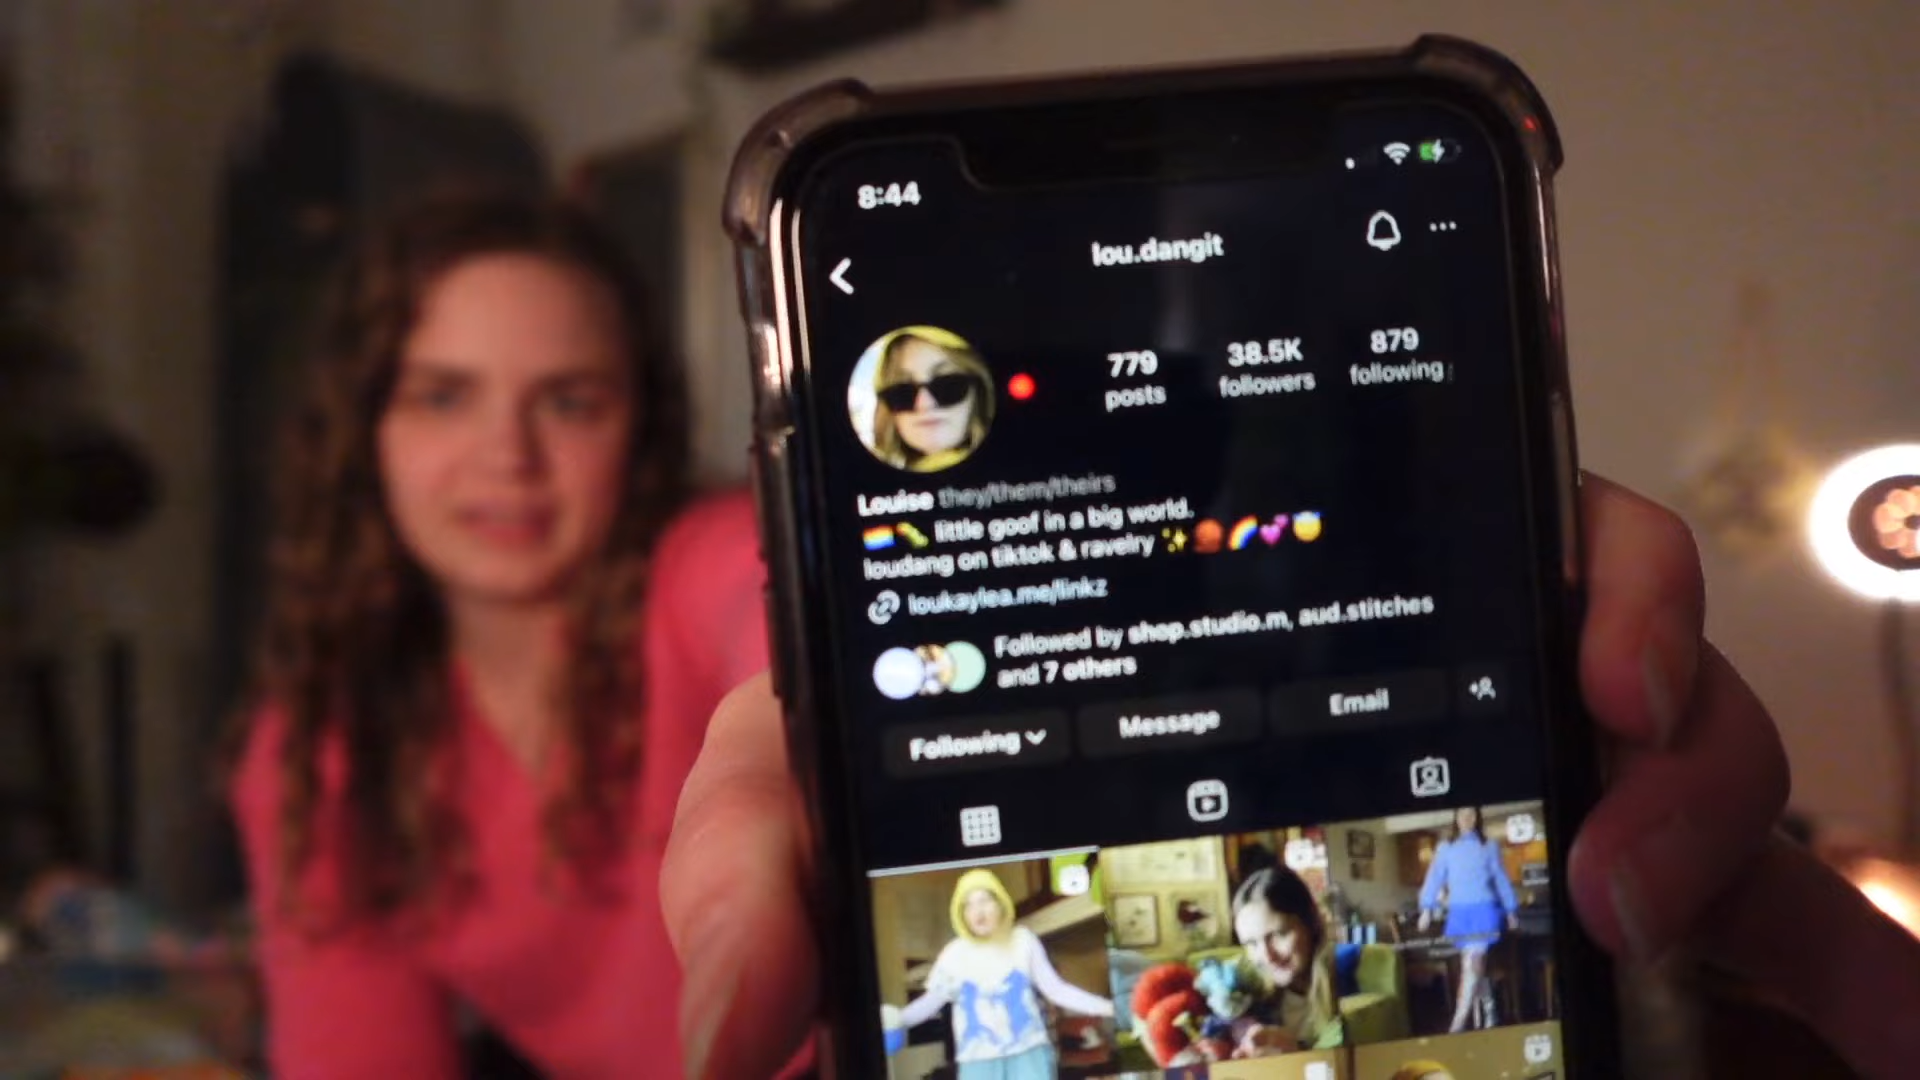 8:44
lou.dangit
779 38.5K 879
posts followers following
Louise they/them/theirs
little goof in a big world.
loudang on tiktok & ravelry
loukaylea.me/linkz
Followed by shop.studio.m, aud.stitches
and 7 others
Following Message Email